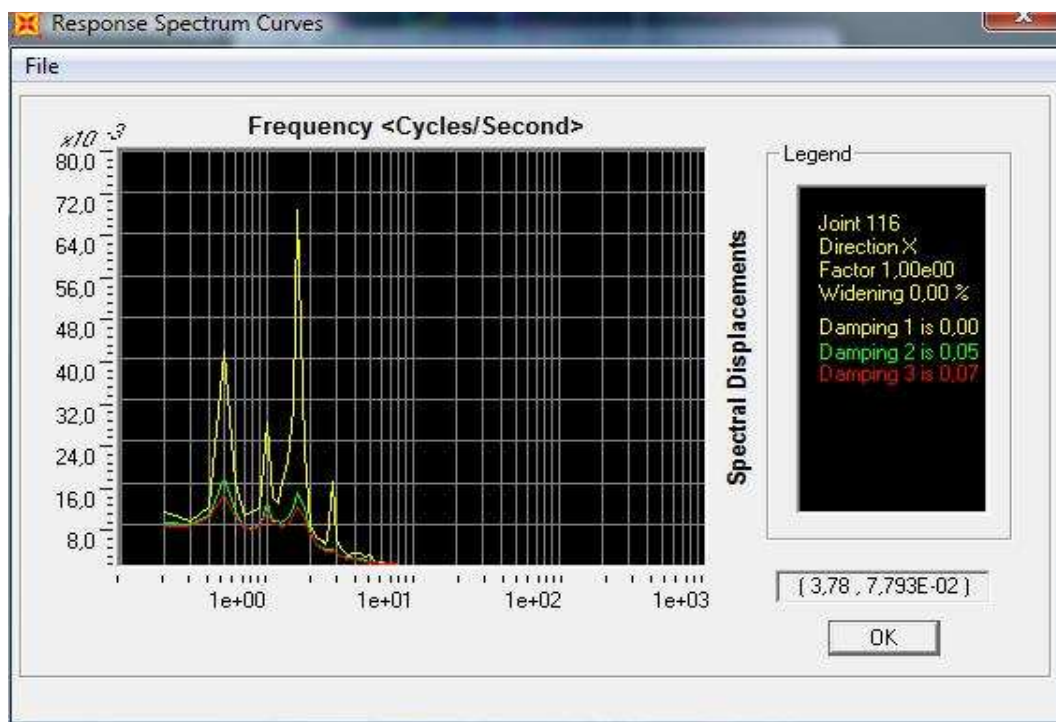 Response Spectrum Curves
File
Frequency <Cycles/Second>
x10 -3
80,0
72,0
64,0
56,0
48,0
40,0
32,0
24,0
16,0
8,0
1e+00 1e+01 1e+02 1e+03
Spectral Displacements
Legend
Joint 116
Direction X
Factor 1,00e00
Widening 0,00 %
Damping 1 is 0,00
Damping 2 is 0,05
Damping 3 is 0,07
( 3,78 , 7,793E-02 )
OK